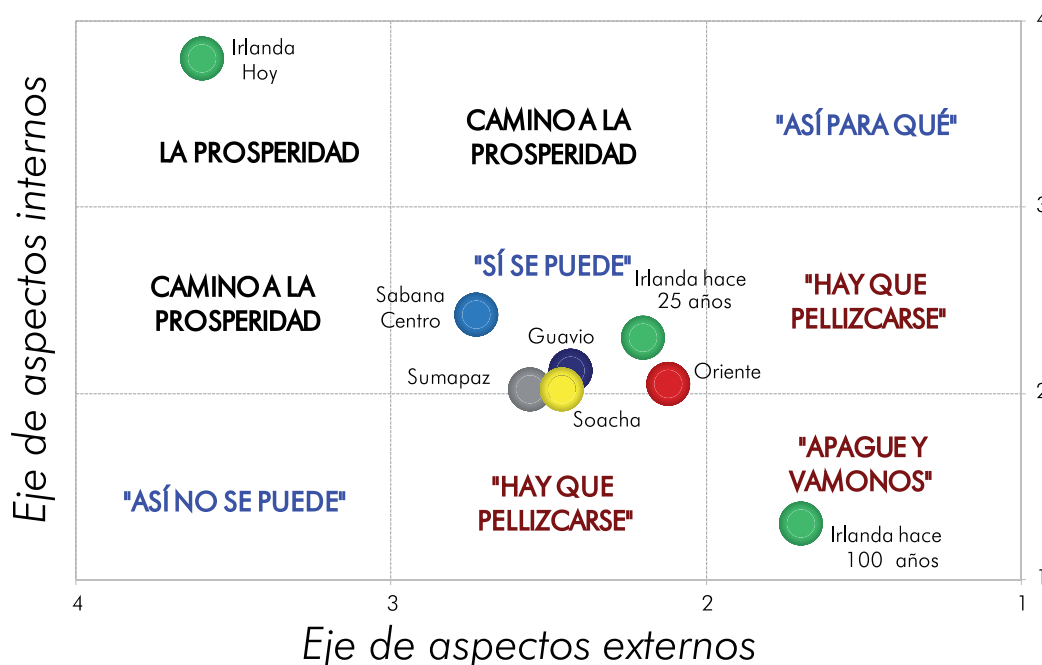 4
Irlanda
Hoy
LA PROSPERIDAD
CAMINO A LA
PROSPERIDAD
"ASÍ PARA QUÉ"
3
CAMINO A LA
PROSPERIDAD
"SÍ SE PUEDE"
Sabana
Centro
Irlanda hace
25 años
Guavio
Sumapaz
Soacha
Oriente
"HAY QUE
PELLIZCARSE"
2
"ASÍ NO SE PUEDE"
"HAY QUE
PELLIZCARSE"
"APAGUE Y
VAMONOS"
Irlanda hace
100 años
1
4
3
2
1
Eje de aspectos internos
Eje de aspectos externos